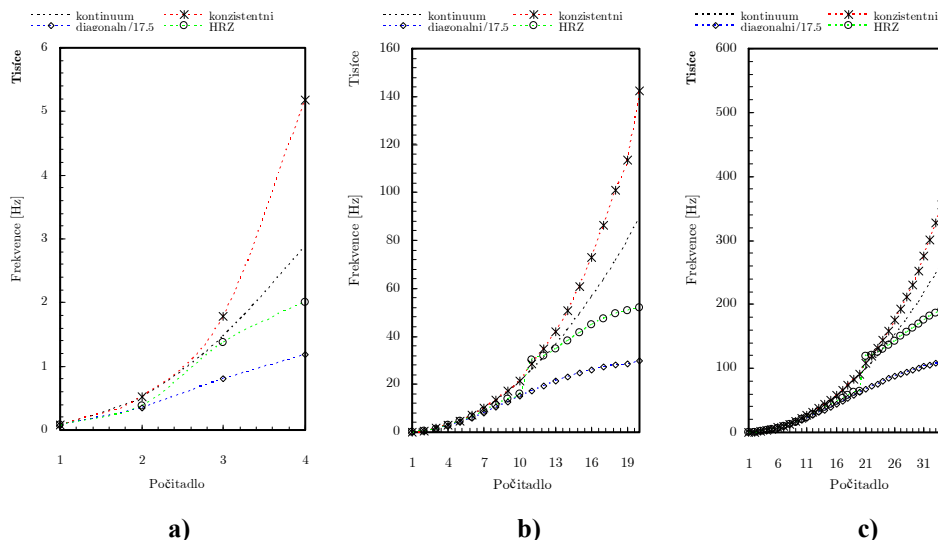 kontinuum
konzistentni
diagonalni/17.5
HRZ
Tisíce
Frekvence [Hz]
6
5
4
3
2
1
0
1
2
3
4
Počitadlo
a)
kontinuum
konzistentni
diagonalni/17.5
HRZ
Tisíce
Frekvence [Hz]
160
140
120
100
80
60
40
20
0
1
4
7
10
13
16
19
Počitadlo
b)
kontinuum
konzistentni
diagonalni/17.5
HRZ
Tisíce
Frekvence [Hz]
600
500
400
300
200
100
0
1
6
11
16
21
26
31
Počitadlo
c)